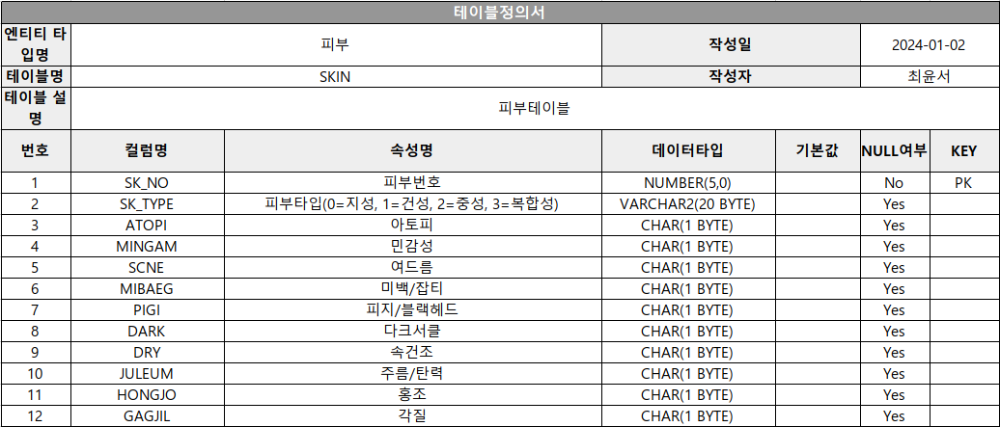 테이블정의서
엔티티 타 피부 작성일 2024-01-02
입명
테이블명 SKIN 작성자 최윤서
테이블 설 피부테이블
명
번호 컬럼명 속성명 데이터타입 기본값 NULL여부 KEY
1 SK_NO 피부번호 NUMBER(5,0) No PK
2 SK_TYPE 피부타입(0=지성, 1=건성, 2=중성, 3=복합성) VARCHAR2(20 BYTE) Yes
3 ATOPI 아토피 CHAR(1 BYTE) Yes
4 MINGAM 민감성 CHAR(1 BYTE) Yes
5 SCNE 여드름 CHAR(1 BYTE) Yes
6 MIBAEG 미백/잡티 CHAR(1 BYTE) Yes
7 PIGI 피지/블랙헤드 CHAR(1 BYTE) Yes
8 DARK 다크서클 CHAR(1 BYTE) Yes
9 DRY 속건조 CHAR(1 BYTE) Yes
10 JULEUM 주름/탄력 CHAR(1 BYTE) Yes
11 HONGJO 홍조 CHAR(1 BYTE) Yes
12 GAGJIL 각질 CHAR(1 BYTE) Yes